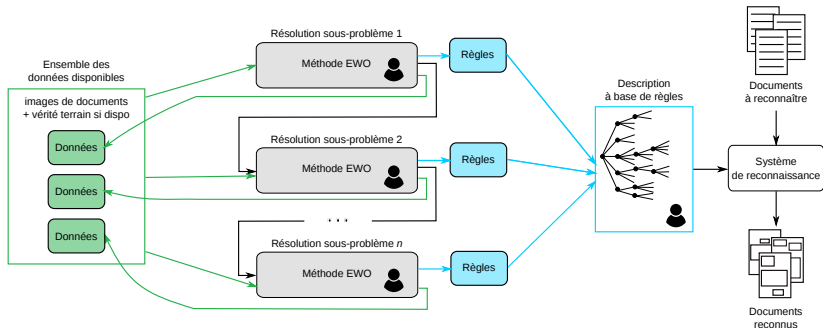 Ensemble des
données disponibles
images de documents
+ vérité terrain si dispo
Données
Données
Données
Résolution sous-problème 1
Méthode EWO
Règles
Résolution sous-problème 2
Méthode EWO
Règles
...
Résolution sous-problème n
Méthode EWO
Règles
Description
à base de règles
Documents
à reconnaître
Système
de reconnaissance
Documents
reconnus